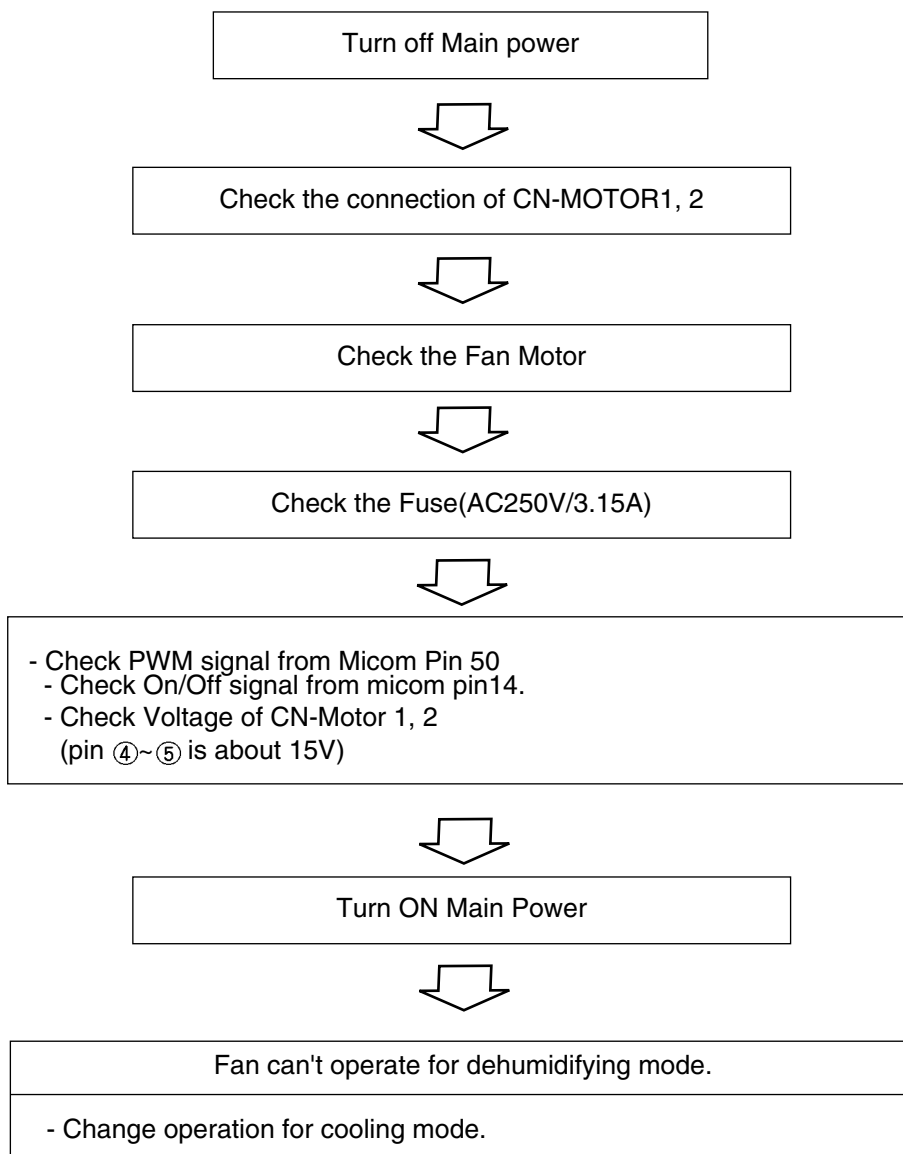 Turn off Main power
Check the connection of CN-MOTOR1, 2
Check the Fan Motor
Check the Fuse(AC250V/3.15A)
- Check PWM signal from Micom Pin 50
- Check On/Off signal from micom pin14.
- Check Voltage of CN-Motor 1, 2
(pin ④~⑤ is about 15V)
Turn ON Main Power
Fan can't operate for dehumidifying mode.
- Change operation for cooling mode.